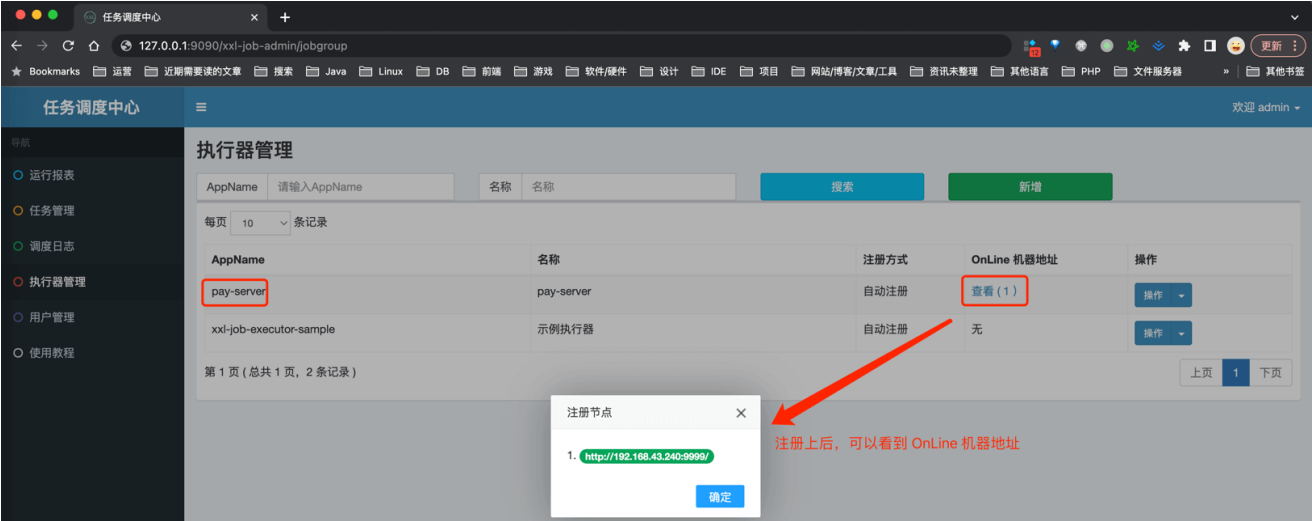 任务调度中心
127.0.0.1:9090/xxl-job-admin/jobgroup
12
更新
Bookmarks 运营 近期需要读的文章 搜索 Java Linux DB 前端 游戏 软件/硬件 设计 IDE 项目 网站/博客/文章/工具 资讯未整理 其他语言 PHP 文件服务器 » 其他书签
任务调度中心
欢迎 admin
导航
运行报表
任务管理
调度日志
执行器管理
用户管理
使用教程
执行器管理
AppName 请输入AppName 名称 名称 搜索 新增
每页 10 条记录
AppName 名称 注册方式 OnLine 机器地址 操作
pay-server pay-server 自动注册 查看 ( 1 ) 操作
xxl-job-executor-sample 示例执行器 自动注册 无 操作
第 1 页 ( 总共 1 页，2 条记录 ) 上页 1 下页
注册节点
1. http://192.168.43.240:9999/
确定
注册上后，可以看到 OnLine 机器地址